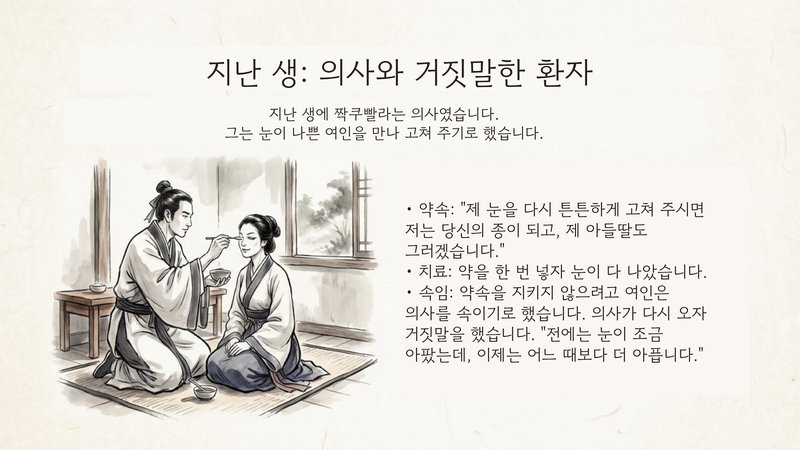 지난 생: 의사와 거짓말한 환자
지난 생에 짝쿠빨라는 의사였습니다.
그는 눈이 나쁜 여인을 만나 고쳐 주기로 했습니다.
• 약속: "제 눈을 다시 튼튼하게 고쳐 주시면
저는 당신의 종이 되고, 제 아들딸도
그러겠습니다."
• 치료: 약을 한 번 넣자 눈이 다 나았습니다.
• 속임: 약속을 지키지 않으려고 여인은
의사를 속이기로 했습니다. 의사가 다시 오자
거짓말을 했습니다. "전에는 눈이 조금
아팠는데, 이제는 어느 때보다 더 아픕니다."